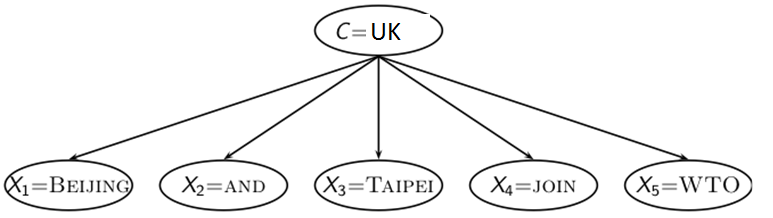 C=UK
X1=BEIJING X2=AND X3=TAIPEI X4=JOIN X5=WTO